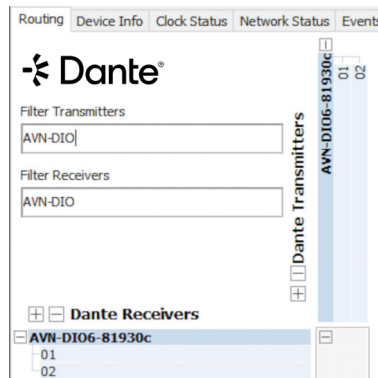 Routing Device Info Clock Status Network Status Events
Dante®
Filter Transmitters
AVN-DIO
Filter Receivers
AVN-DIO
Dante Transmitters
AVN-DIO6-81930c
01
02
Dante Receivers
AVN-DIO6-81930c
01
02